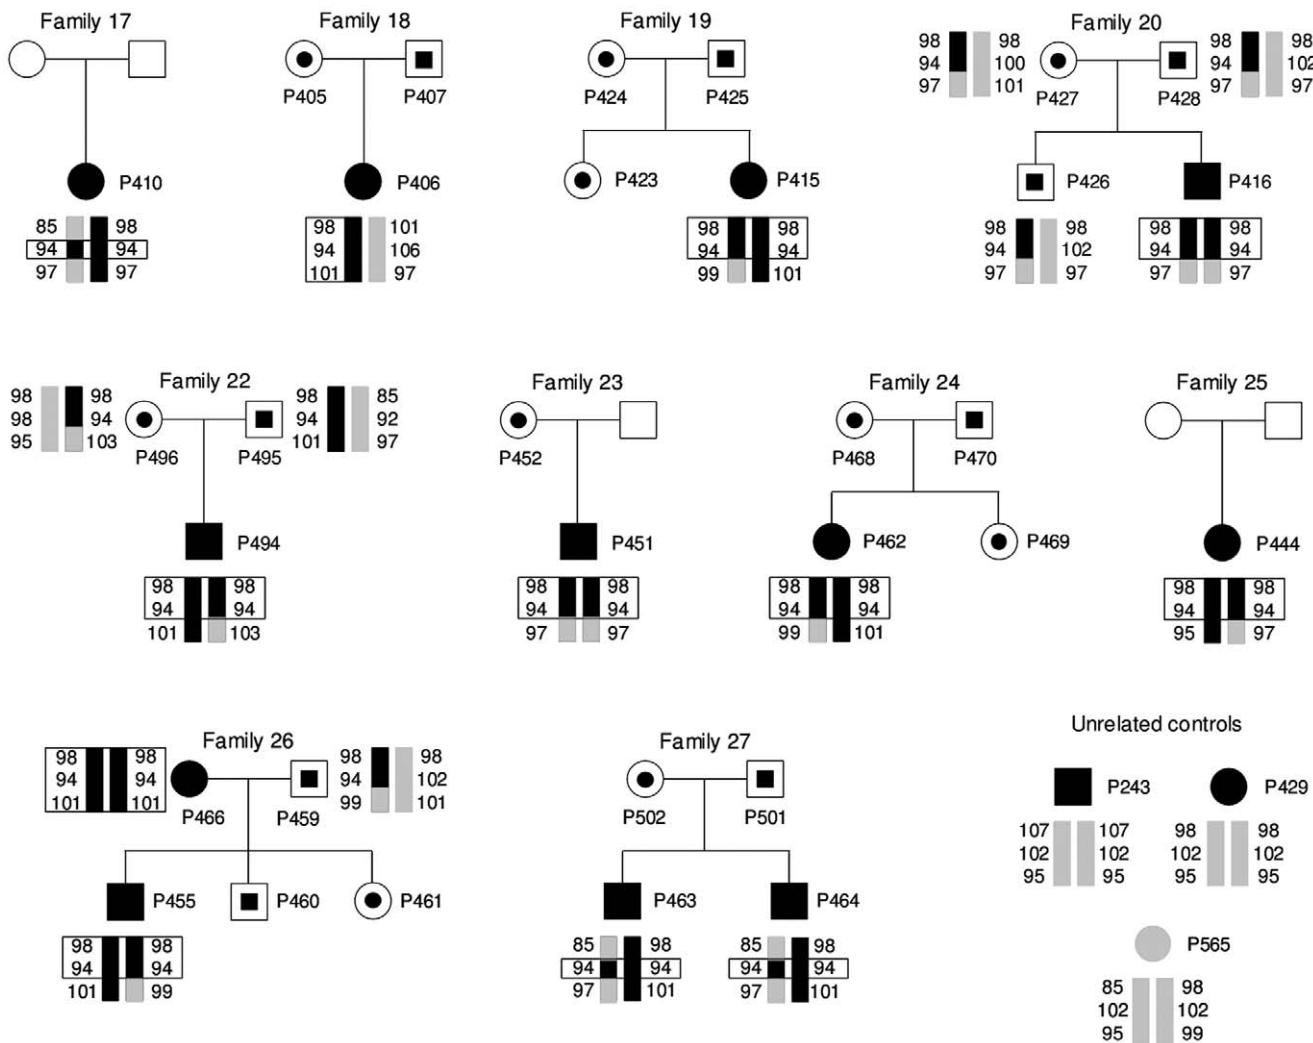 Family 17
P410
85 98
94 94
97 97
Family 18
P405 P407
P406
98 101
94 106
101 97
Family 19
P424 P425
P423 P415
98 98
94 94
99 101
Family 20
98 98
94 100
97 101
P427 P428
98 98
94 102
97 97
P426 P416
98 98
94 102
97 97
98 98
94 94
97 97
Family 22
98 98
98 94
95 103
P496 P495
98 85
94 92
101 97
P494
98 98
94 94
101 103
Family 23
P452
P451
98 98
94 94
97 97
Family 24
P468 P470
P462 P469
98 98
94 94
99 101
Family 25
P444
98 98
94 94
95 97
Family 26
98 98
94 94
101 101
P466 P459
98 98
94 102
99 101
P455 P460 P461
98 98
94 94
101 99
Family 27
P502 P501
P463 P464
85 98
94 94
97 101
85 98
94 94
97 101
Unrelated controls
P243 P429
107 107
102 102
95 95
98 98
102 102
95 95
P565
85 98
102 102
95 99